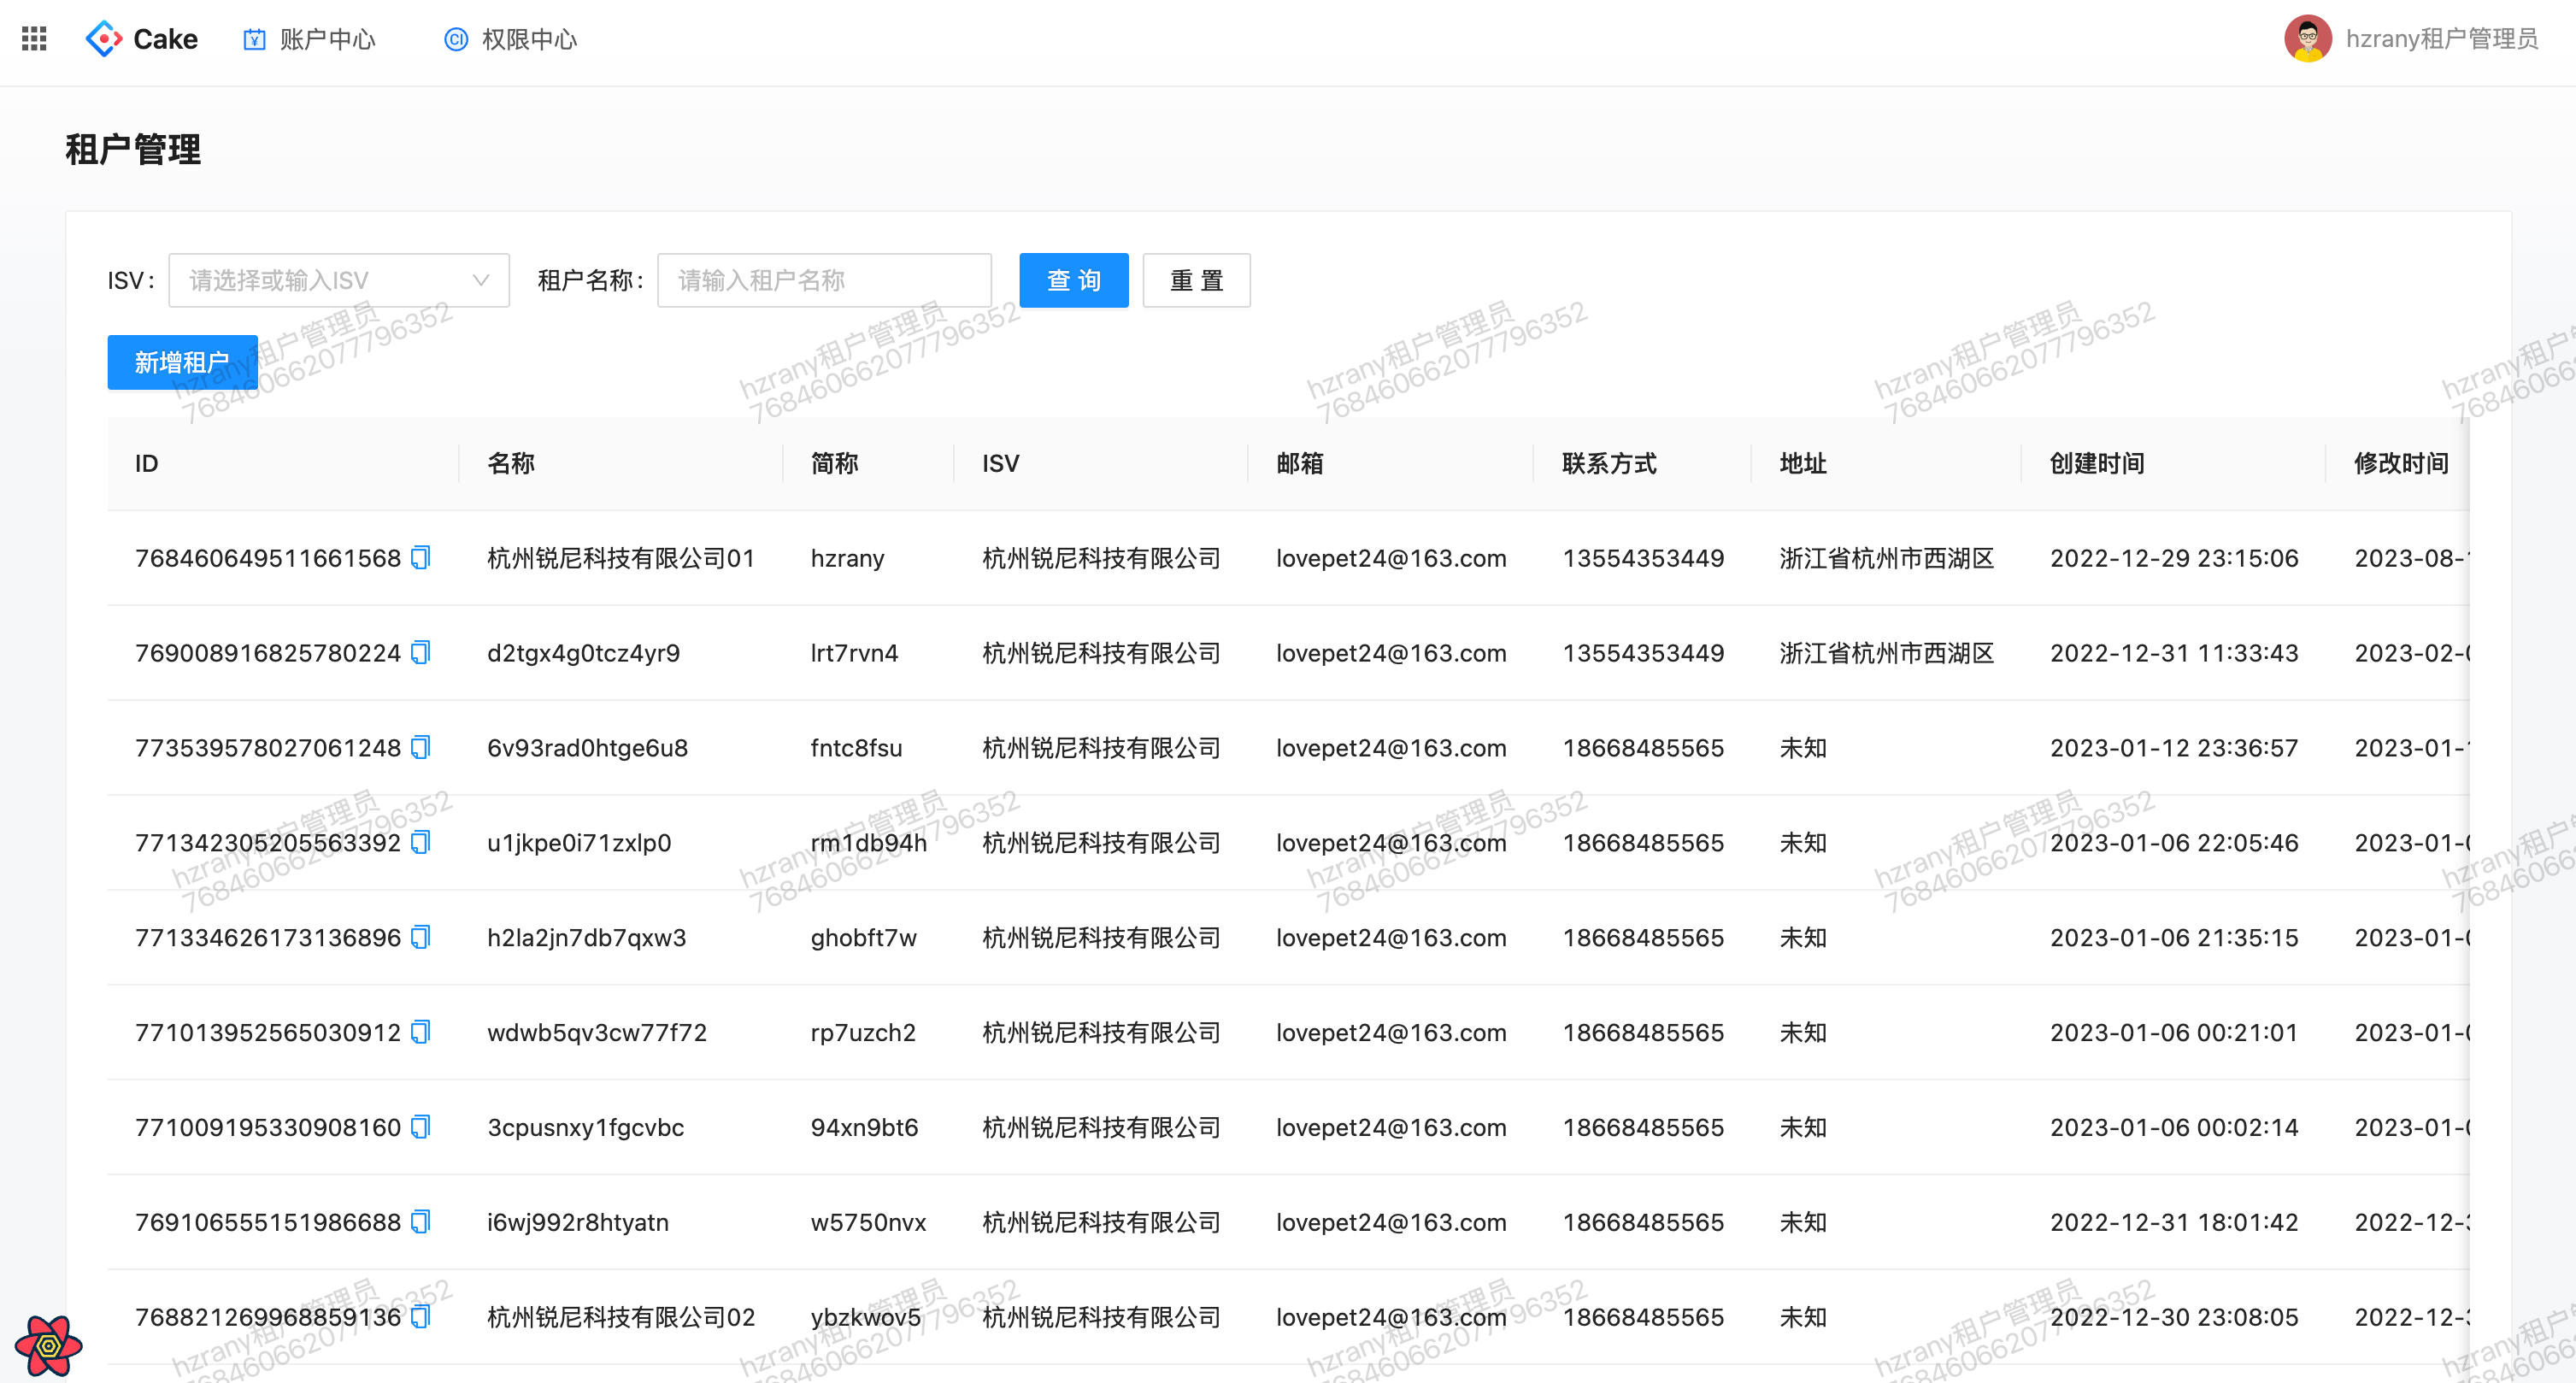 Cake 账户中心 权限中心 hzrany租户管理员
租户管理
ISV: 请选择或输入ISV 租户名称: 请输入租户名称 查 询 重 置
新增租户
ID 名称 简称 ISV 邮箱 联系方式 地址 创建时间 修改时间
768460649511661568 杭州锐尼科技有限公司01 hzrany 杭州锐尼科技有限公司 lovepet24@163.com 13554353449 浙江省杭州市西湖区 2022-12-29 23:15:06 2023-08-
769008916825780224 d2tgx4g0tcz4yr9 lrt7rvn4 杭州锐尼科技有限公司 lovepet24@163.com 13554353449 浙江省杭州市西湖区 2022-12-31 11:33:43 2023-02-
773539578027061248 6v93rad0htge6u8 fntc8fsu 杭州锐尼科技有限公司 lovepet24@163.com 18668485565 未知 2023-01-12 23:36:57 2023-01-
771342305205563392 u1jkpe0i71zxlp0 rm1db94h 杭州锐尼科技有限公司 lovepet24@163.com 18668485565 未知 2023-01-06 22:05:46 2023-01-
771334626173136896 h2la2jn7db7qxw3 ghobft7w 杭州锐尼科技有限公司 lovepet24@163.com 18668485565 未知 2023-01-06 21:35:15 2023-01-
771013952565030912 wdwb5qv3cw77f72 rp7uzch2 杭州锐尼科技有限公司 lovepet24@163.com 18668485565 未知 2023-01-06 00:21:01 2023-01-
771009195330908160 3cpusnxy1fgcvbc 94xn9bt6 杭州锐尼科技有限公司 lovepet24@163.com 18668485565 未知 2023-01-06 00:02:14 2023-01-
769106555151986688 i6wj992r8htyatn w5750nvx 杭州锐尼科技有限公司 lovepet24@163.com 18668485565 未知 2022-12-31 18:01:42 2022-12-
768821269968859136 杭州锐尼科技有限公司02 ybzkwov5 杭州锐尼科技有限公司 lovepet24@163.com 18668485565 未知 2022-12-30 23:08:05 2022-12-
hzrany租户管理员
768460662077796352